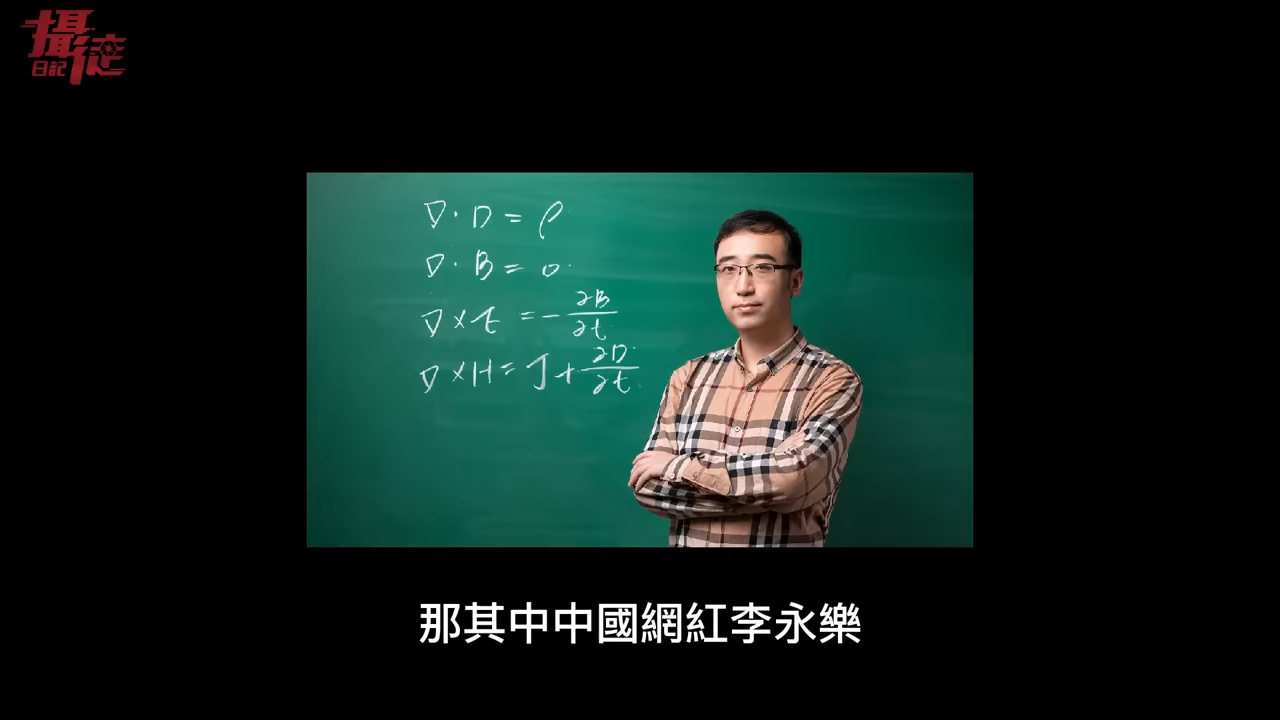 攝徒
日記
∇·D=ρ
∇·B=0
∇×E=-∂B/∂t
∇×H=J+∂D/∂t
那其中中國網紅李永樂